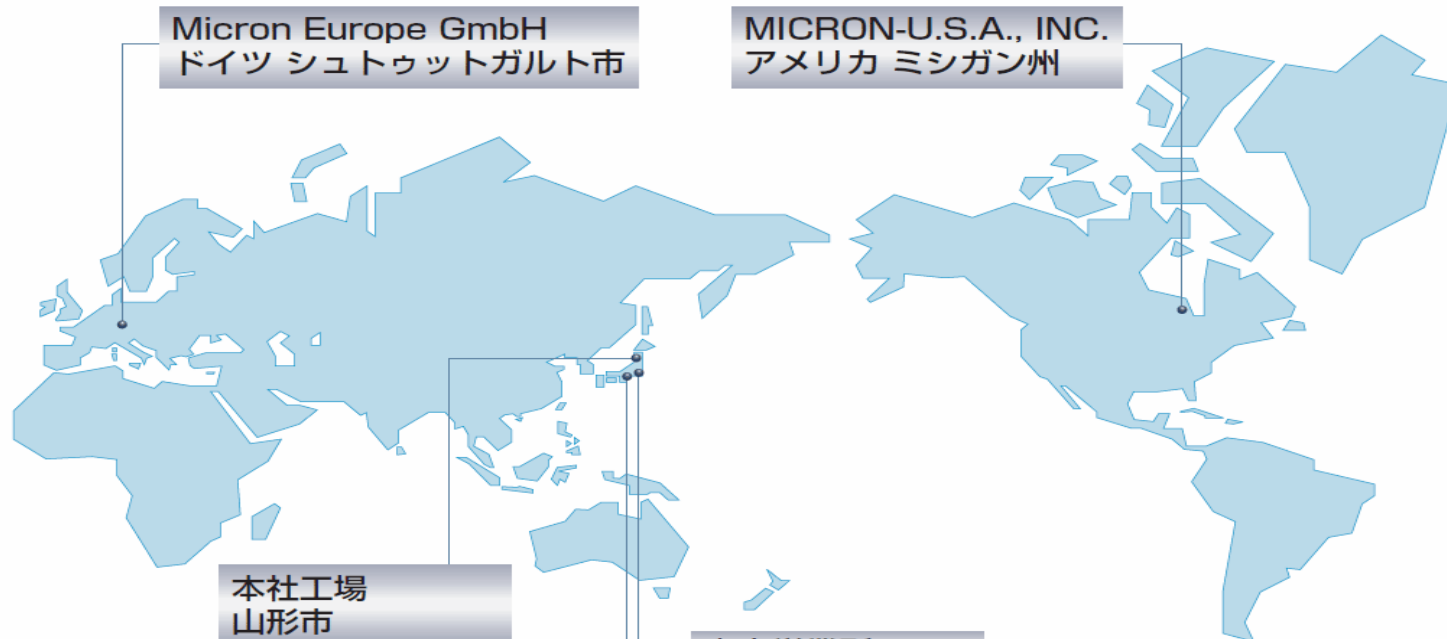 Micron Europe GmbH
ドイツ シュトゥットガルト市
MICRON-U.S.A., INC.
アメリカ ミシガン州
本社工場
山形市